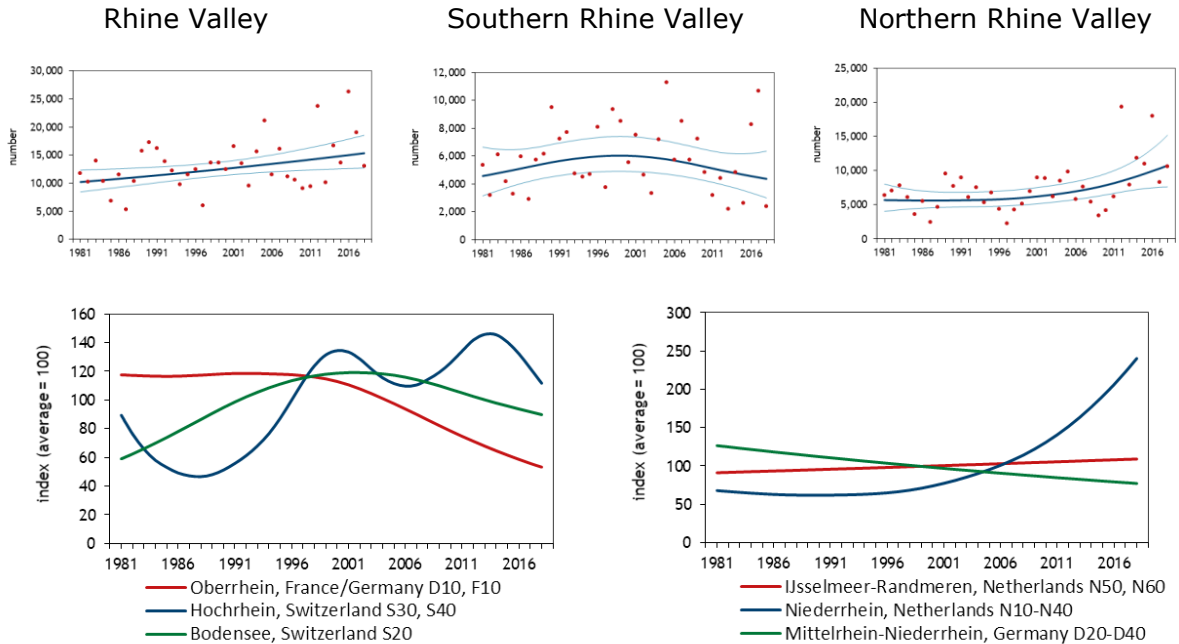 Rhine Valley
Southern Rhine Valley
Northern Rhine Valley
30,000
25,000
20,000
15,000
10,000
5,000
0
number
1981 1986 1991 1996 2001 2006 2011 2016
12,000
10,000
8,000
6,000
4,000
2,000
0
number
1981 1986 1991 1996 2001 2006 2011 2016
25,000
20,000
15,000
10,000
5,000
0
number
1981 1986 1991 1996 2001 2006 2011 2016
160
140
120
100
80
60
40
20
0
index (average = 100)
1981 1986 1991 1996 2001 2006 2011 2016
Oberrhein, France/Germany D10, F10
Hochrhein, Switzerland S30, S40
Bodensee, Switzerland S20
300
250
200
150
100
50
0
index (average = 100)
1981 1986 1991 1996 2001 2006 2011 2016
IJsselmeer-Randmeren, Netherlands N50, N60
Niederrhein, Netherlands N10-N40
Mittelrhein-Niederrhein, Germany D20-D40